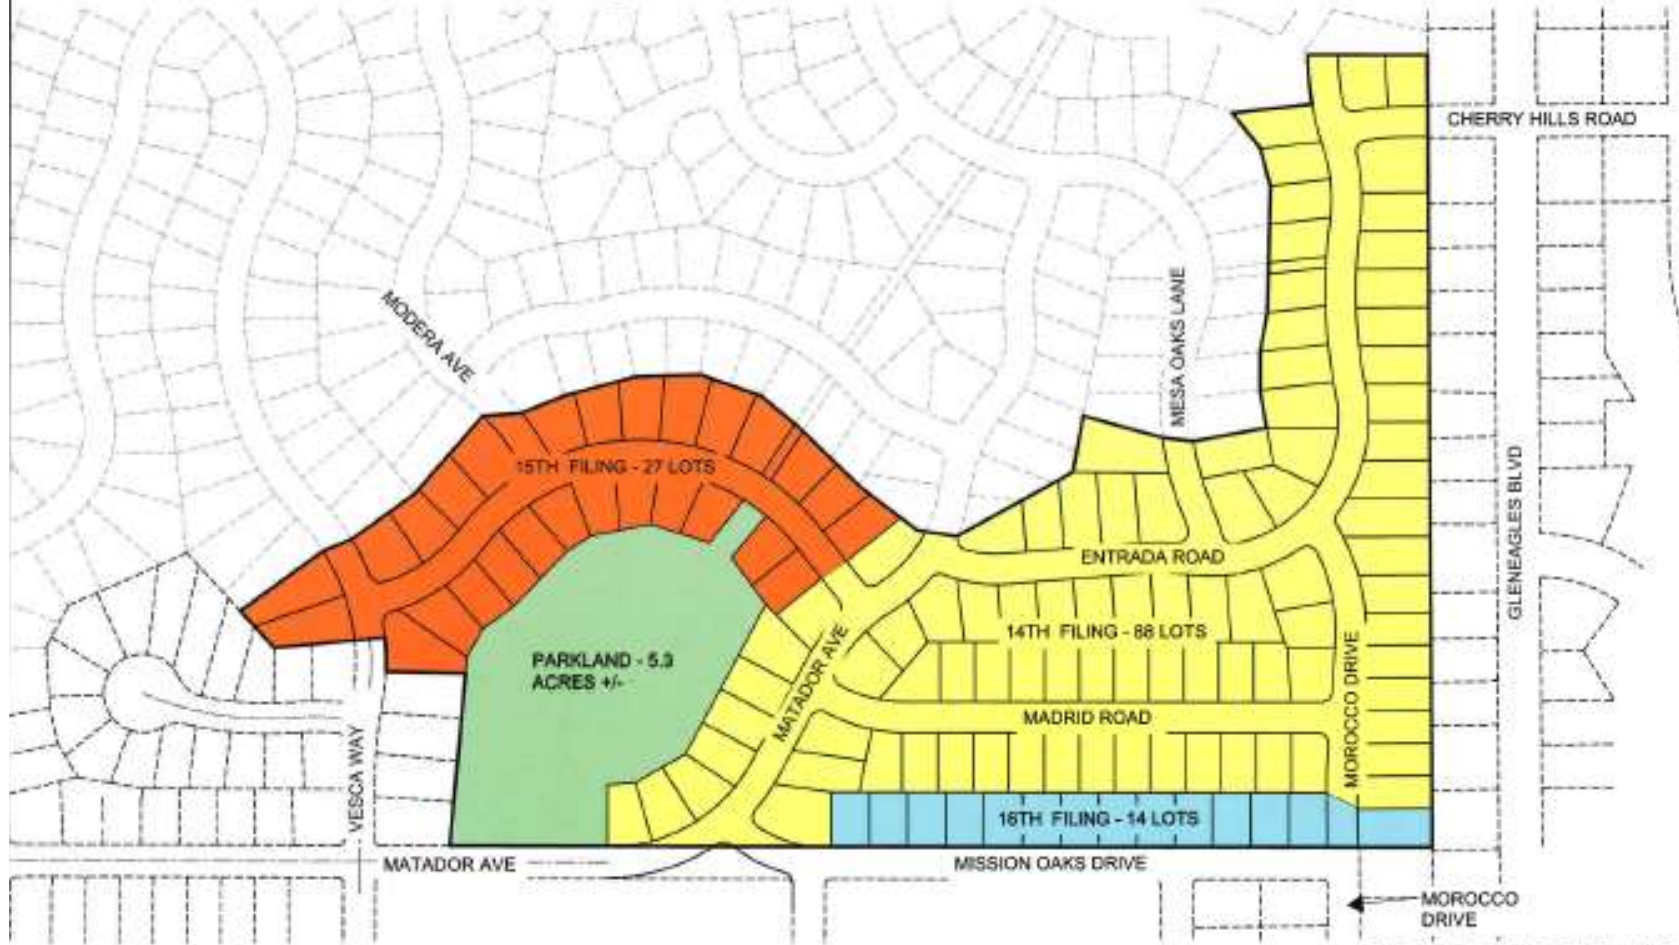 CHERRY HILLS ROAD
MODERA AVE
MESA OAKS LANE
15TH FILING - 27 LOTS
GLENEAGLES BLVD
ENTRADA ROAD
14TH FILING - 88 LOTS
PARKLAND - 5.3
ACRES +/-
MATADOR AVE
MOROCCO DRIVE
MADRID ROAD
VESCA WAY
16TH FILING - 14 LOTS
MATADOR AVE
MISSION OAKS DRIVE
MOROCCO
DRIVE